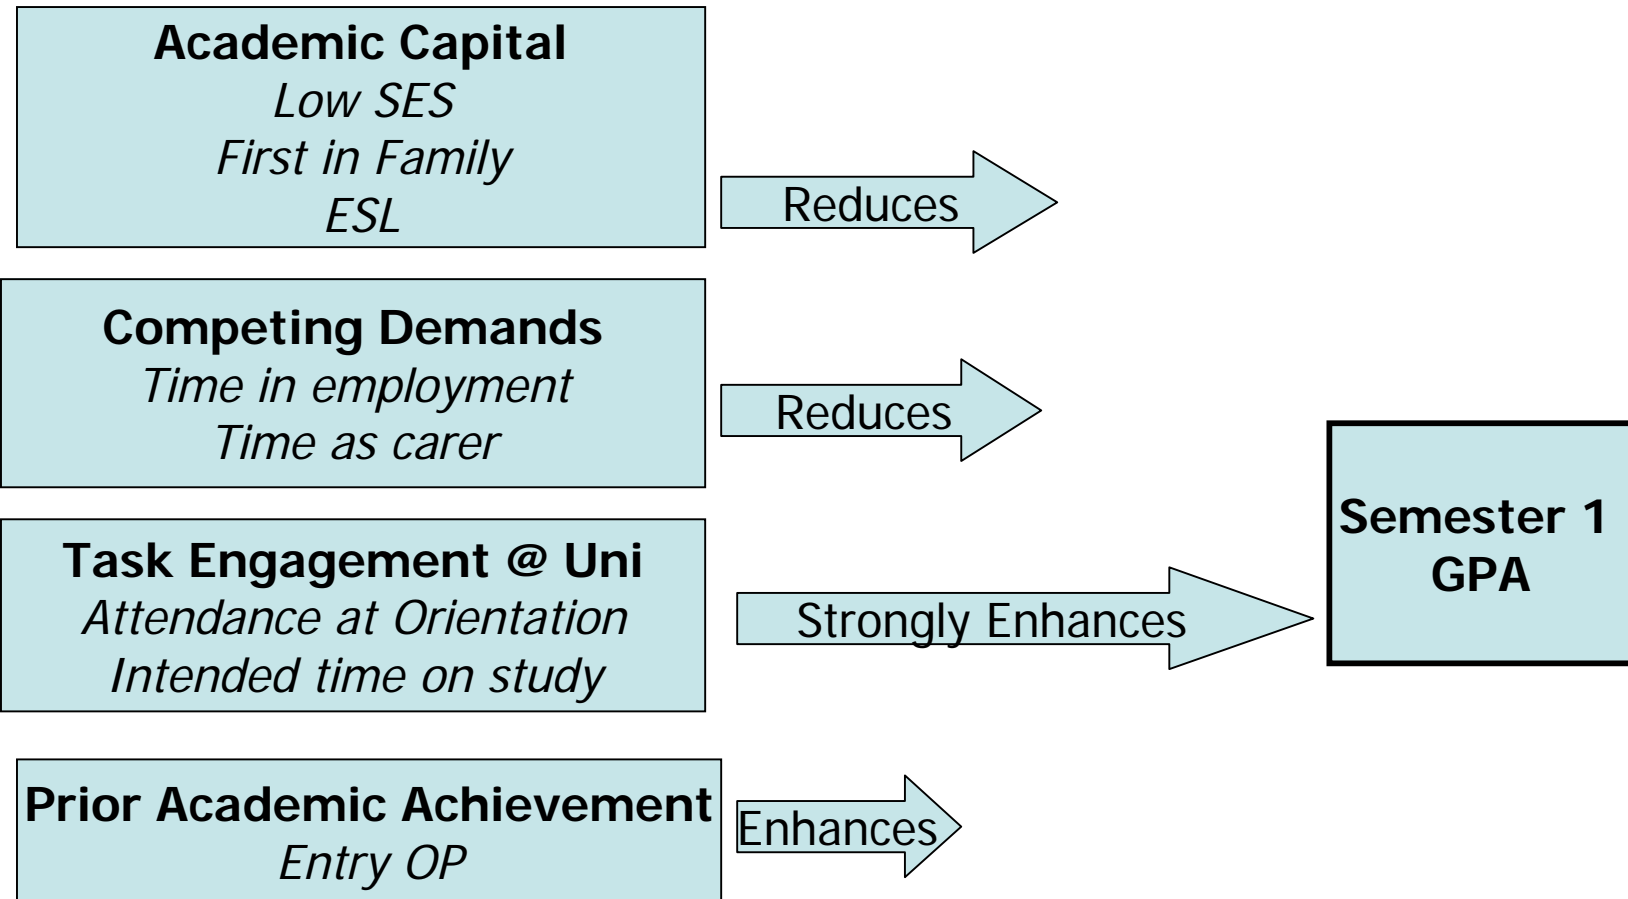 Academic Capital
Low SES
First in Family
ESL
Reduces
Competing Demands
Time in employment
Time as carer
Reduces
Task Engagement @ Uni
Attendance at Orientation
Intended time on study
Strongly Enhances
Semester 1
GPA
Prior Academic Achievement
Entry OP
Enhances